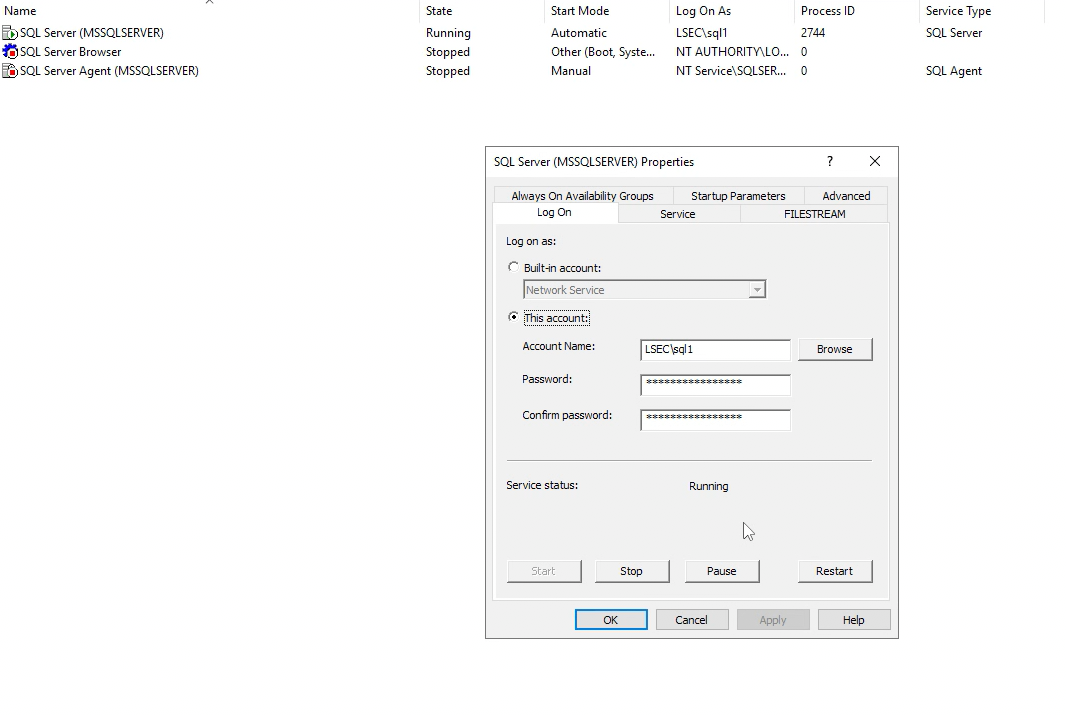 Name State Start Mode Log On As Process ID Service Type
SQL Server (MSSQLSERVER) Running Automatic LSEC\sql1 2744 SQL Server
SQL Server Browser Stopped Other (Boot, Syste... NT AUTHORITY\LO... 0
SQL Server Agent (MSSQLSERVER) Stopped Manual NT Service\SQLSER... 0 SQL Agent
SQL Server (MSSQLSERVER) Properties ?
Always On Availability Groups Startup Parameters Advanced
Log On Service FILESTREAM
Log on as:
Built-in account:
Network Service
This account:
Account Name: LSEC\sql1 Browse
Password: ****************
Confirm password: ****************
Service status: Running
Start Stop Pause Restart
OK Cancel Apply Help